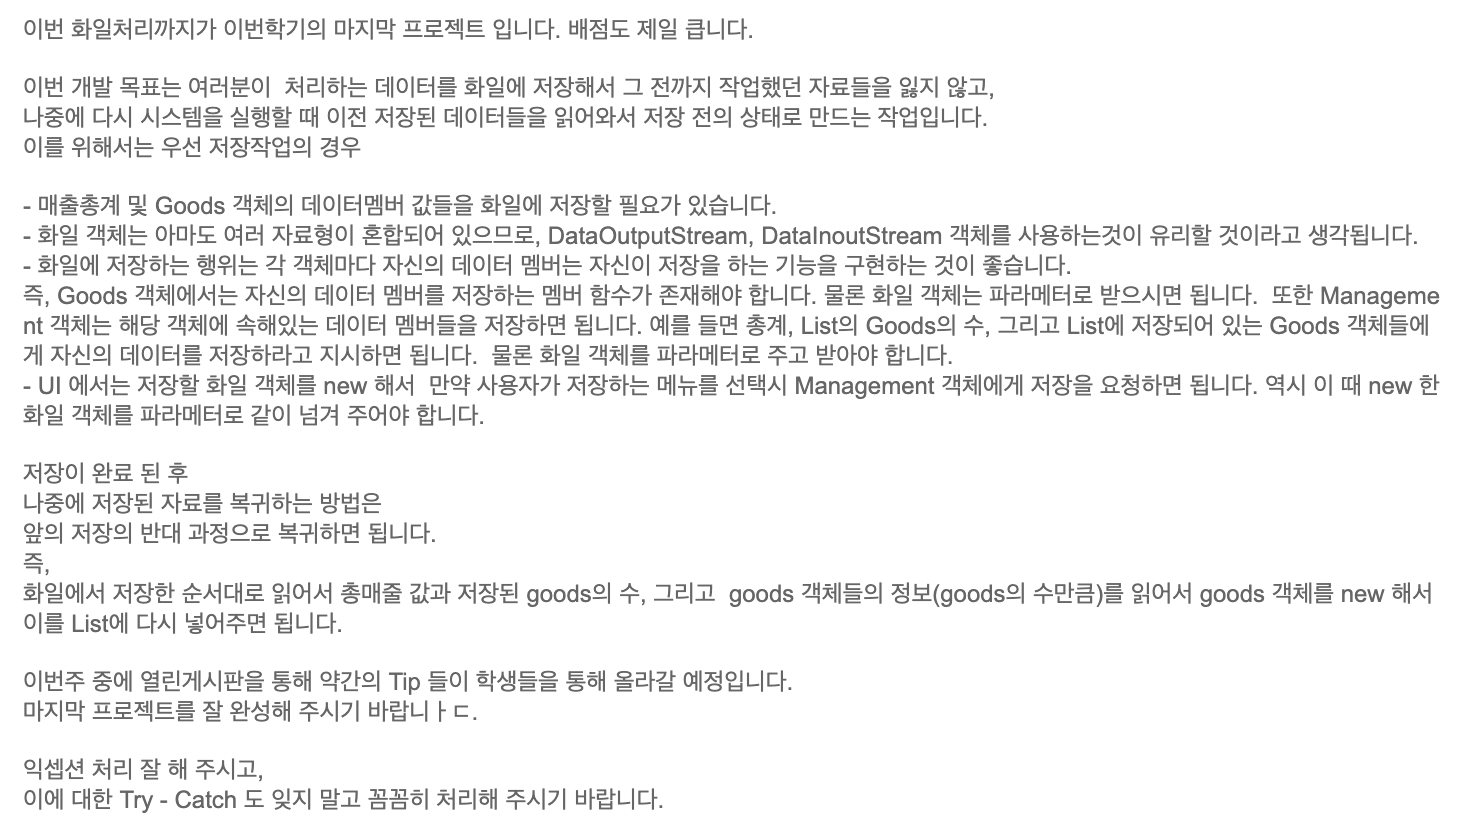 이번 화일처리까지가 이번학기의 마지막 프로젝트 입니다. 배점도 제일 큽니다.
이번 개발 목표는 여러분이  처리하는 데이터를 화일에 저장해서 그 전까지 작업했던 자료들을 잃지 않고,
나중에 다시 시스템을 실행할 때 이전 저장된 데이터들을 읽어와서 저장 전의 상태로 만드는 작업입니다.
이를 위해서는 우선 저장작업의 경우
- 매출총계 및 Goods 객체의 데이터멤버 값들을 화일에 저장할 필요가 있습니다.
- 화일 객체는 아마도 여러 자료형이 혼합되어 있으므로, DataOutputStream, DataInoutStream 객체를 사용하는것이 유리할 것이라고 생각됩니다.
- 화일에 저장하는 행위는 각 객체마다 자신의 데이터 멤버는 자신이 저장을 하는 기능을 구현하는 것이 좋습니다.
즉, Goods 객체에서는 자신의 데이터 멤버를 저장하는 멤버 함수가 존재해야 합니다. 물론 화일 객체는 파라메터로 받으시면 됩니다.  또한 Manageme
nt 객체는 해당 객체에 속해있는 데이터 멤버들을 저장하면 됩니다. 예를 들면 총계, List의 Goods의 수, 그리고 List에 저장되어 있는 Goods 객체들에
게 자신의 데이터를 저장하라고 지시하면 됩니다.  물론 화일 객체를 파라메터로 주고 받아야 합니다.
- UI 에서는 저장할 화일 객체를 new 해서  만약 사용자가 저장하는 메뉴를 선택시 Management 객체에게 저장을 요청하면 됩니다. 역시 이 때 new 한
화일 객체를 파라메터로 같이 넘겨 주어야 합니다.
저장이 완료 된 후
나중에 저장된 자료를 복귀하는 방법은
앞의 저장의 반대 과정으로 복귀하면 됩니다.
즉,
화일에서 저장한 순서대로 읽어서 총매줄 값과 저장된 goods의 수, 그리고  goods 객체들의 정보(goods의 수만큼)를 읽어서 goods 객체를 new 해서
이를 List에 다시 넣어주면 됩니다.
이번주 중에 열린게시판을 통해 약간의 Tip 들이 학생들을 통해 올라갈 예정입니다.
마지막 프로젝트를 잘 완성해 주시기 바랍니ㅏㄷ.
익셉션 처리 잘 해 주시고,
이에 대한 Try - Catch 도 잊지 말고 꼼꼼히 처리해 주시기 바랍니다.